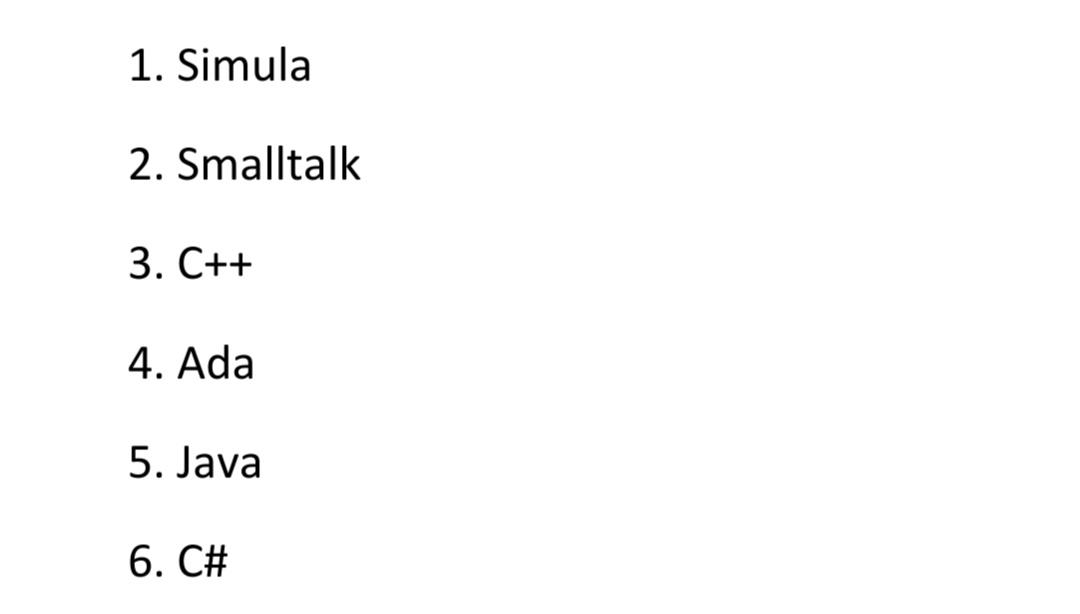 1. Simula
2. Smalltalk
3. C++
4. Ada
5. Java
6. C#